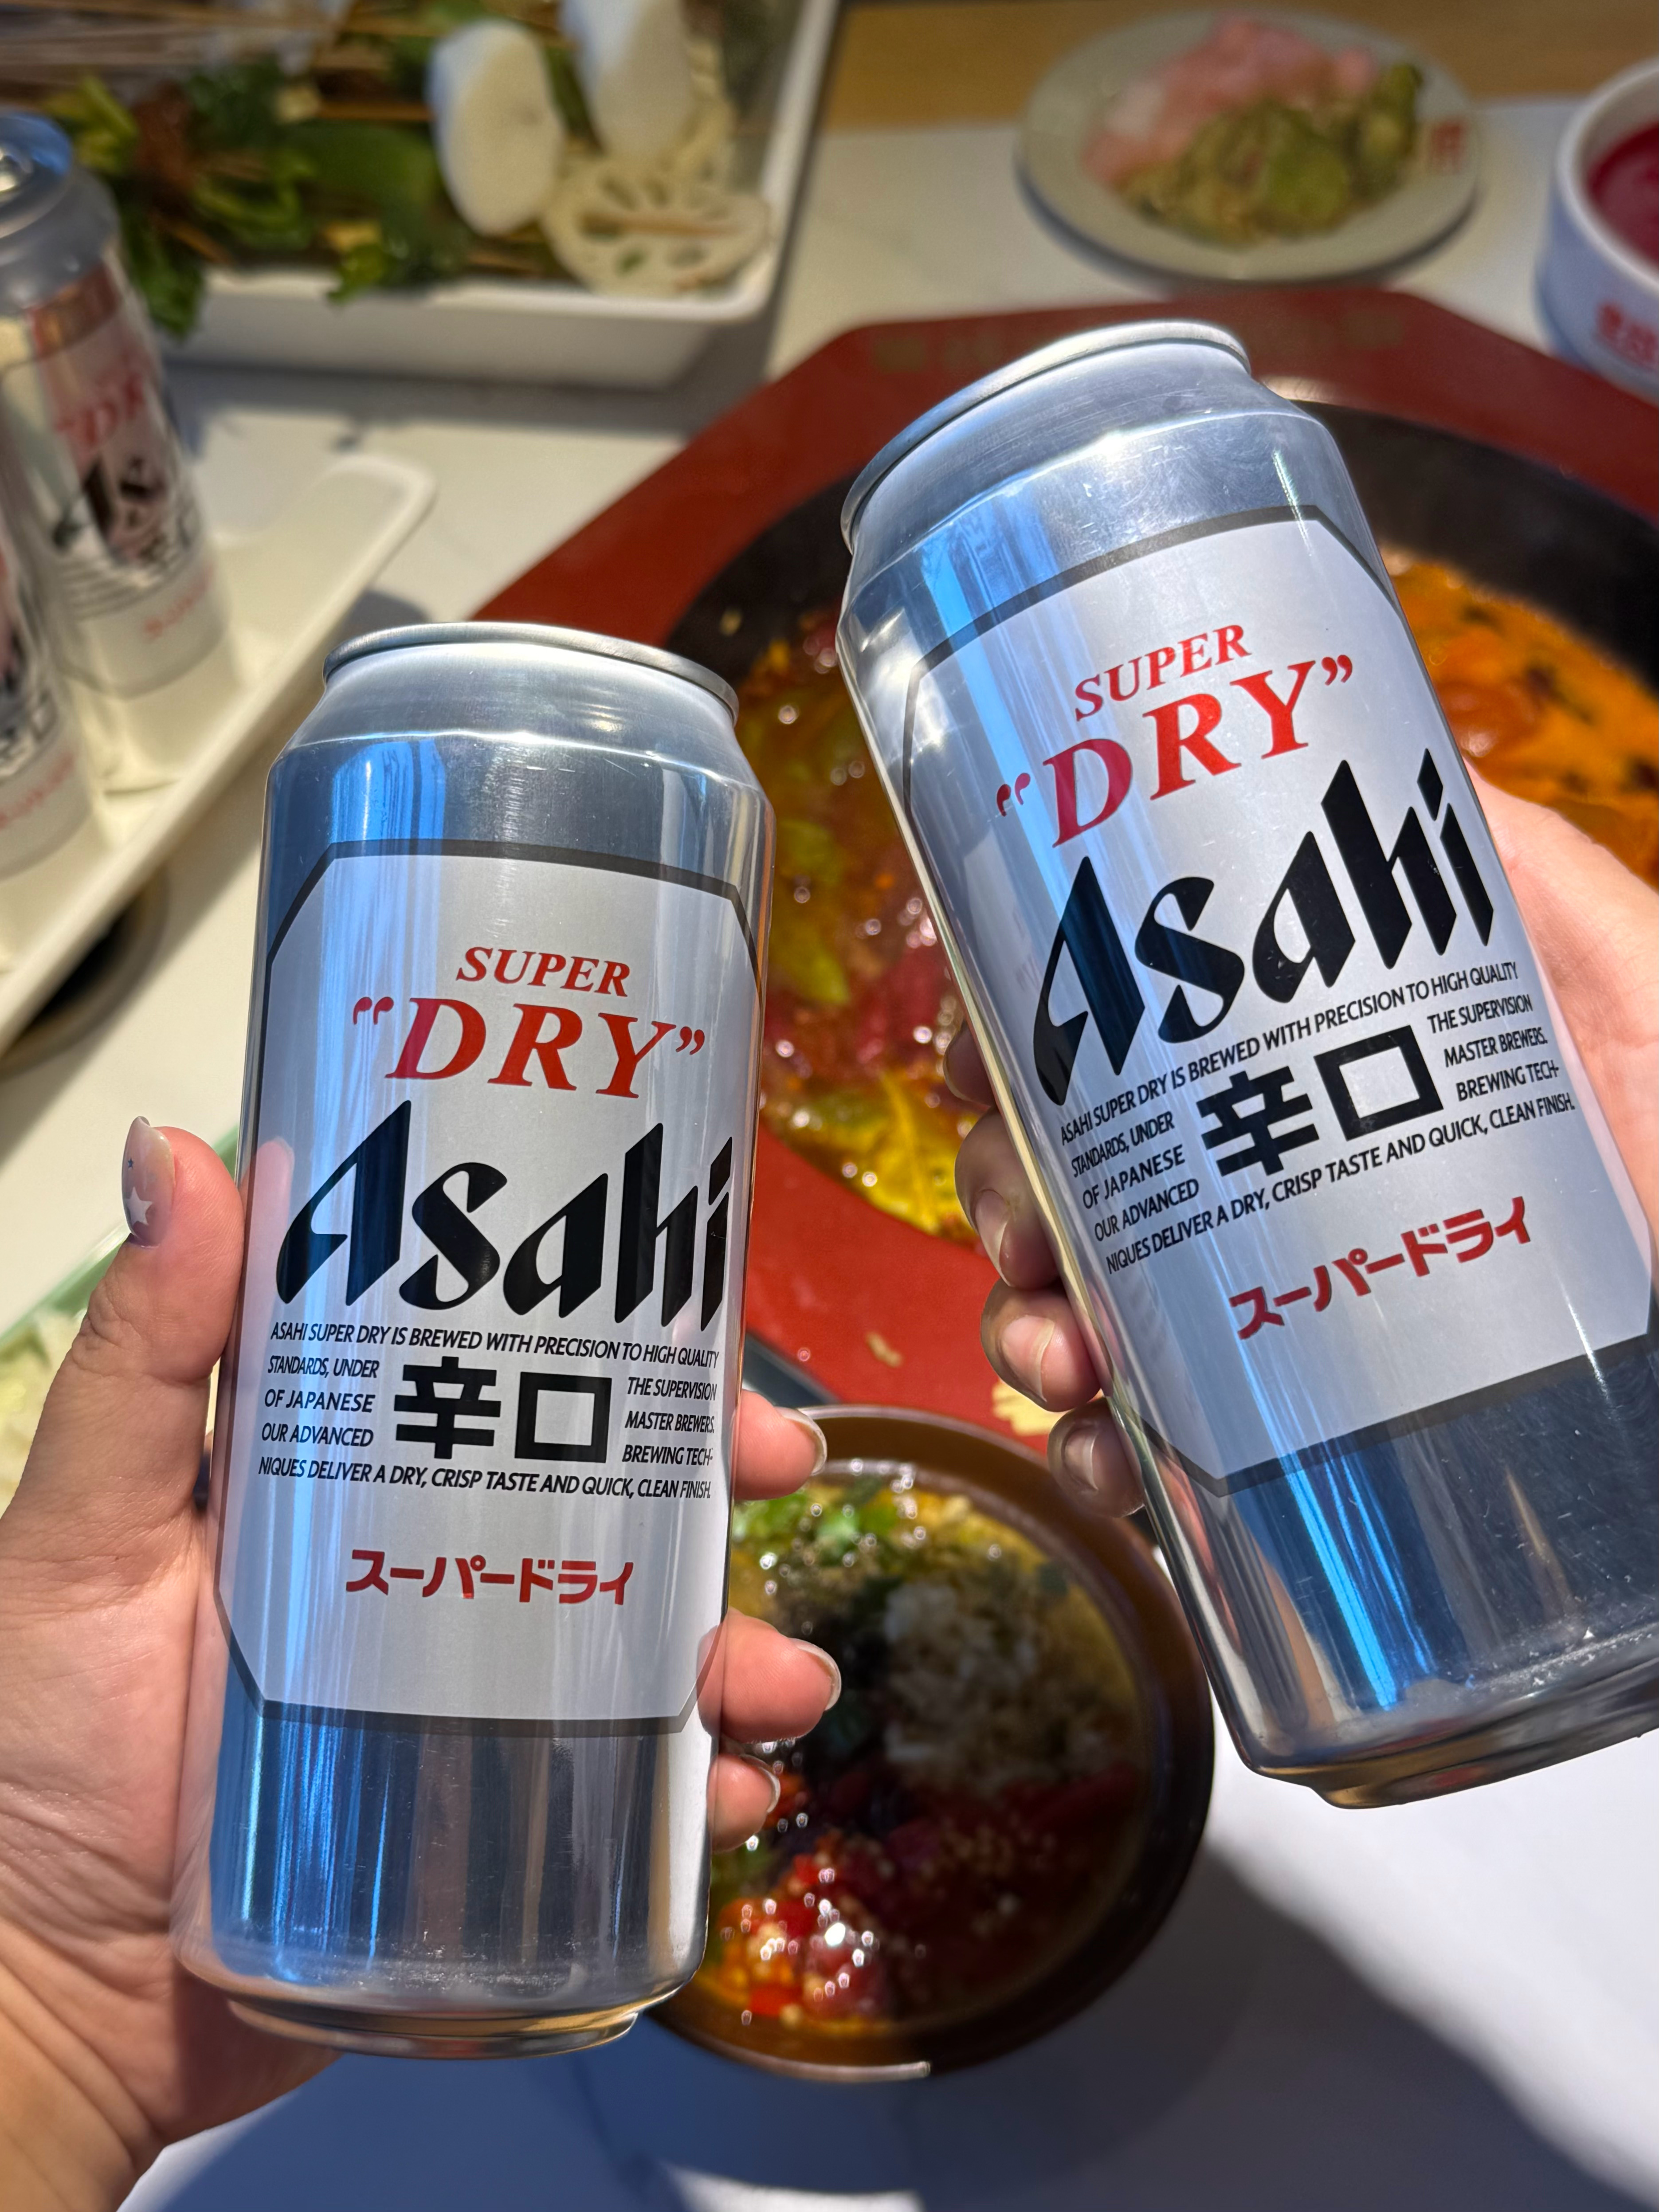 SUPER
“DRY”
Asahi
ASAHI SUPER DRY IS BREWED WITH PRECISION TO HIGH QUALITY
STANDARDS, UNDER 辛口 THE SUPERVISION
OF JAPANESE MASTER BREWERS.
OUR ADVANCED BREWING TECH-
NIQUES DELIVER A DRY, CRISP TASTE AND QUICK, CLEAN FINISH.
スーパードライ
SUPER
“DRY”
Asahi
ASAHI SUPER DRY IS BREWED WITH PRECISION TO HIGH QUALITY
STANDARDS, UNDER 辛口 THE SUPERVISION
OF JAPANESE MASTER BREWERS.
OUR ADVANCED BREWING TECH-
NIQUES DELIVER A DRY, CRISP TASTE AND QUICK, CLEAN FINISH.
スーパードライ